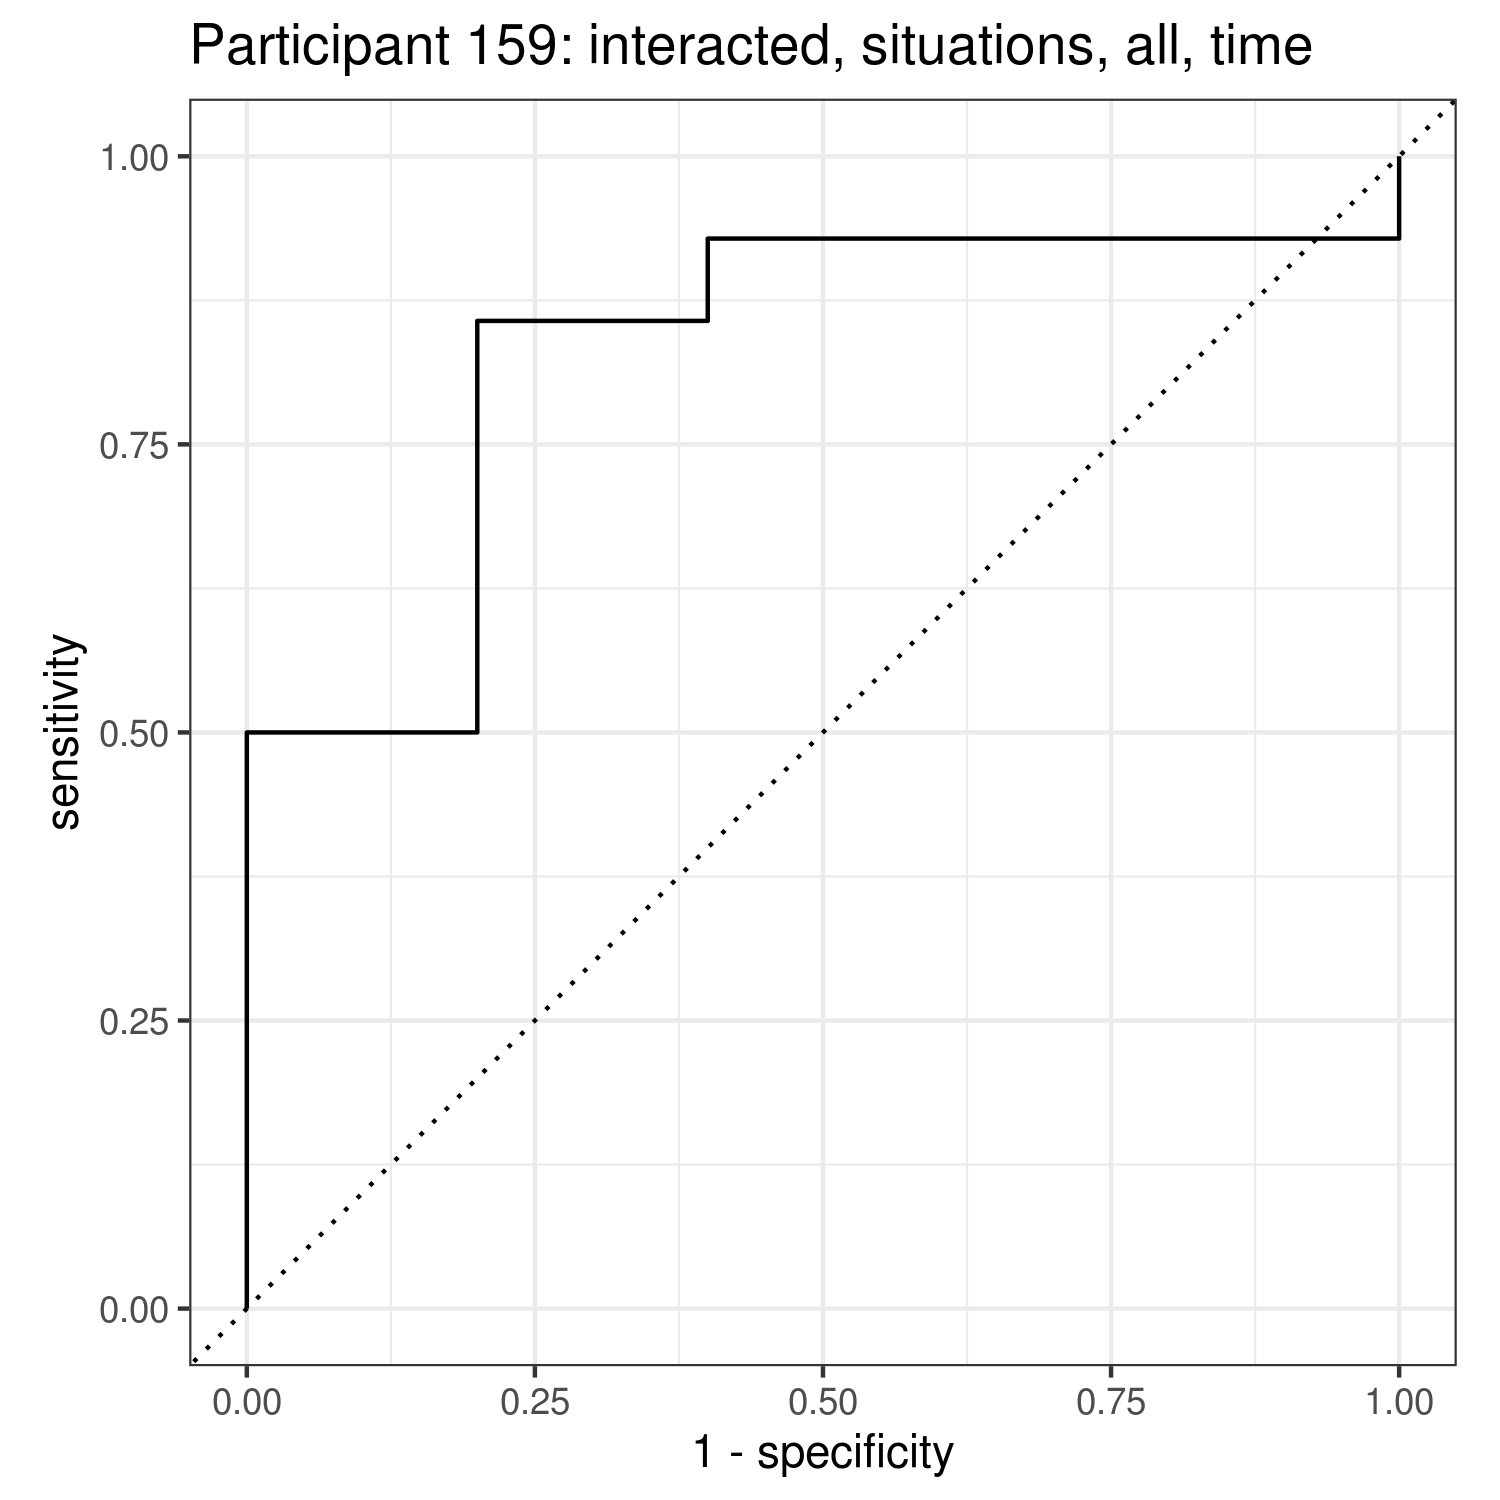 Participant 159: interacted, situations, all, time
1.00
0.75
0.50
0.25
0.00
sensitivity
0.00 0.25 0.50 0.75 1.00
1 - specificity